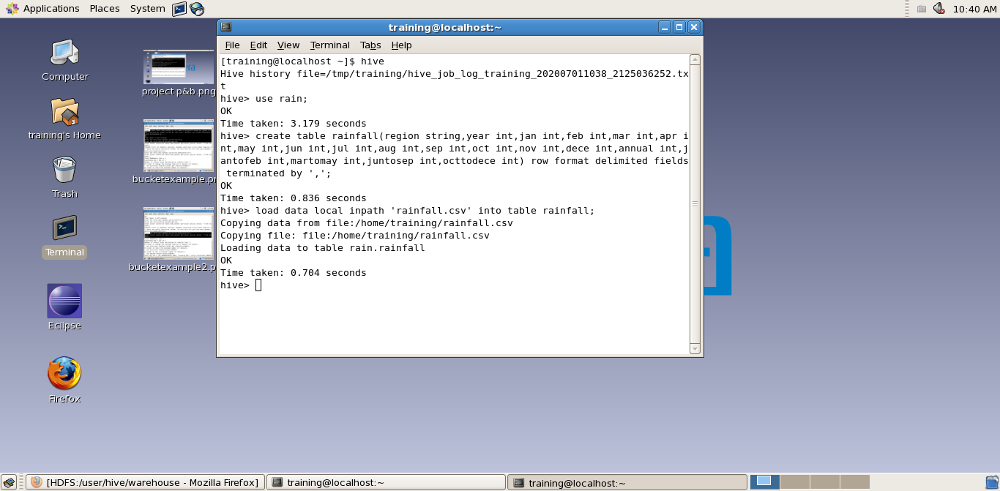 Applications Places System 10:40 AM
training@localhost:~
File Edit View Terminal Tabs Help
[training@localhost ~]$ hive
Hive history file=/tmp/training/hive_job_log_training_202007011038_2125036252.tx
t
hive> use rain;
OK
Time taken: 3.179 seconds
hive> create table rainfall(region string,year int,jan int,feb int,mar int,apr i
nt,may int,jun int,jul int,aug int,sep int,oct int,nov int,dece int,annual int,j
antofeb int,martomay int,juntosep int,octtodece int) row format delimited fields
 terminated by ',';
OK
Time taken: 0.836 seconds
hive> load data local inpath 'rainfall.csv' into table rainfall;
Copying data from file:/home/training/rainfall.csv
Copying file: file:/home/training/rainfall.csv
Loading data to table rain.rainfall
OK
Time taken: 0.704 seconds
hive>
Computer
training's Home
Trash
Terminal
Eclipse
Firefox
project p&b.png
bucketexample.pr
bucketexample2.p
[HDFS:/user/hive/warehouse - Mozilla Firefox]
training@localhost:~
training@localhost:~